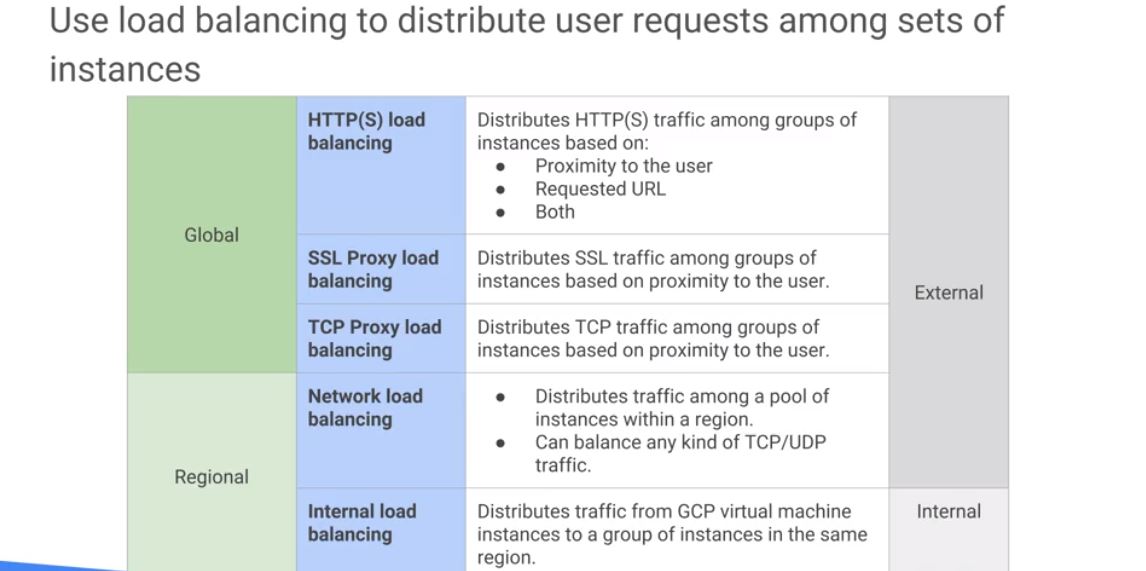 Use load balancing to distribute user requests among sets of
instances
Global
HTTP(S) load
balancing
Distributes HTTP(S) traffic among groups of
instances based on:
● Proximity to the user
● Requested URL
● Both
External
SSL Proxy load
balancing
Distributes SSL traffic among groups of
instances based on proximity to the user.
TCP Proxy load
balancing
Distributes TCP traffic among groups of
instances based on proximity to the user.
Regional
Network load
balancing
● Distributes traffic among a pool of
instances within a region.
● Can balance any kind of TCP/UDP
traffic.
Internal load
balancing
Distributes traffic from GCP virtual machine
instances to a group of instances in the same
region.
Internal